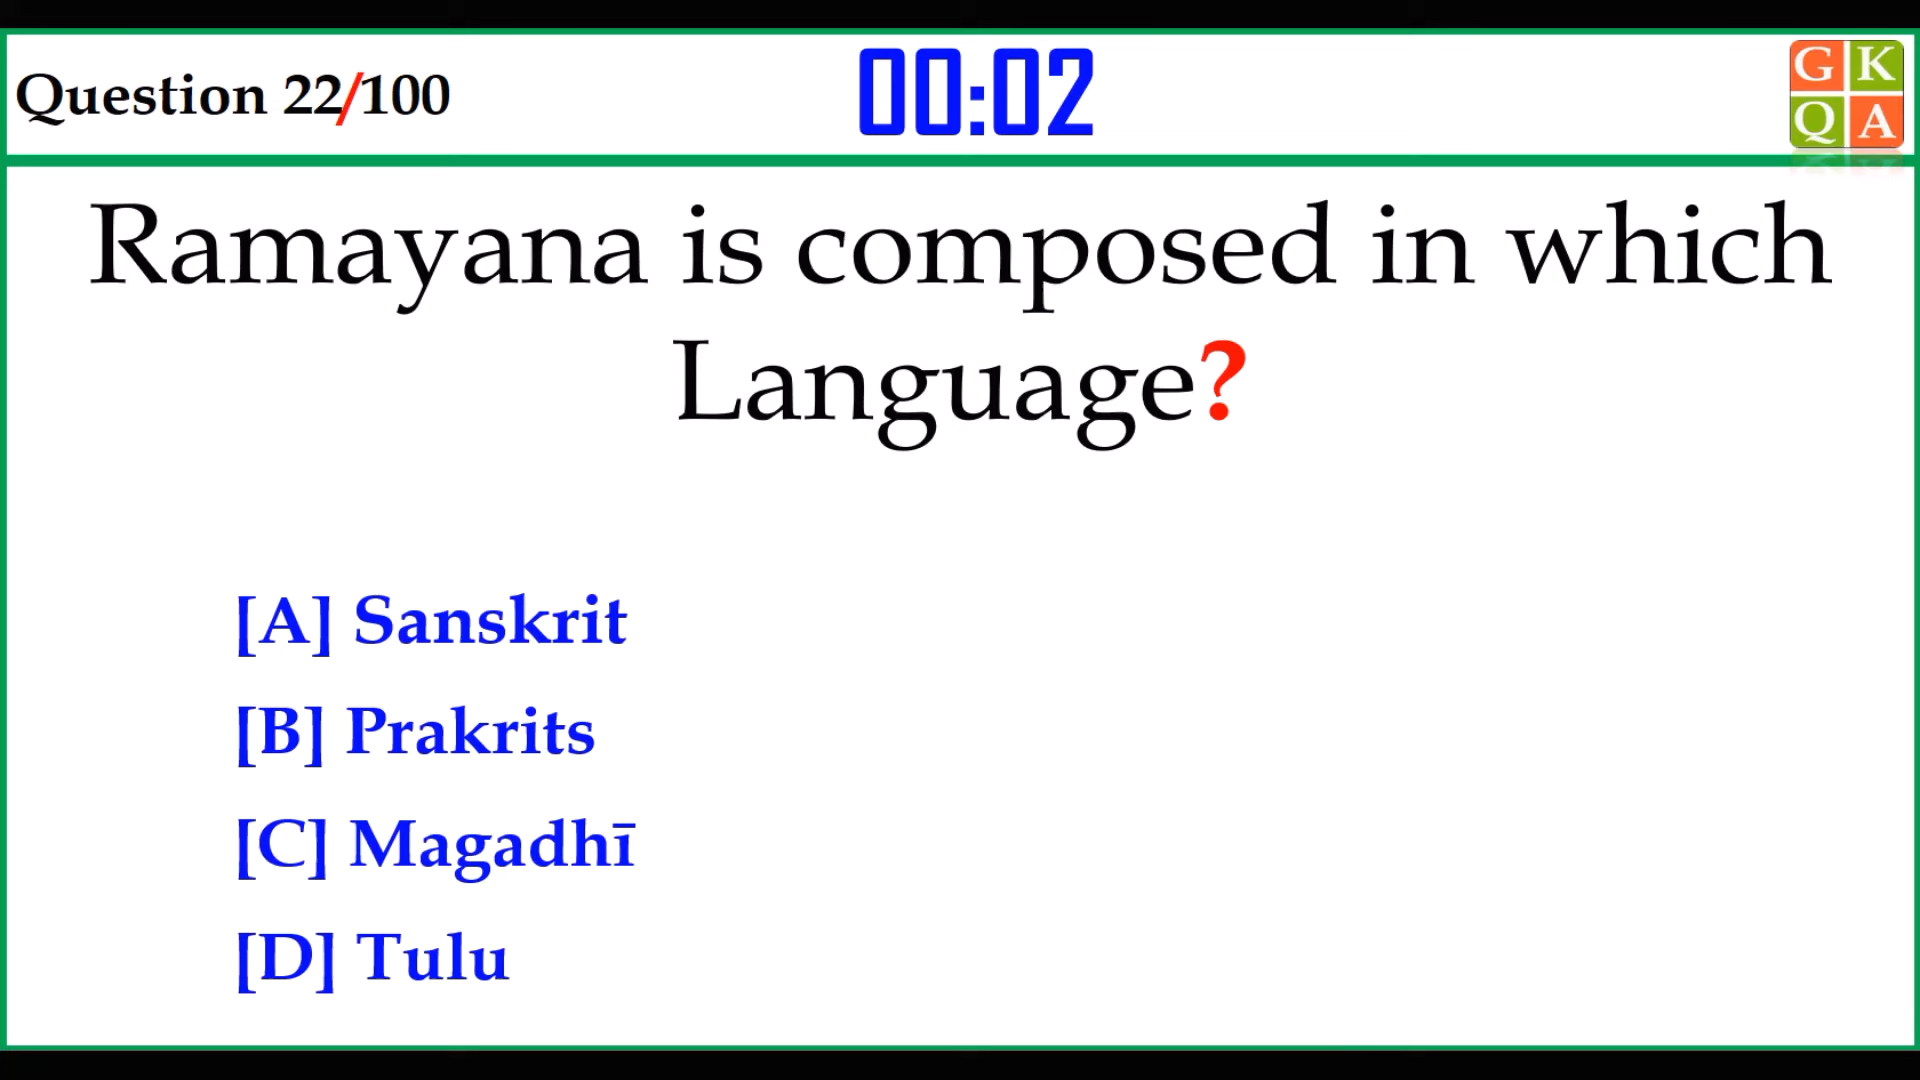 Question 22/100
00:02
G K
Q A
Ramayana is composed in which
Language?
[A] Sanskrit
[B] Prakrits
[C] Magadhī
[D] Tulu